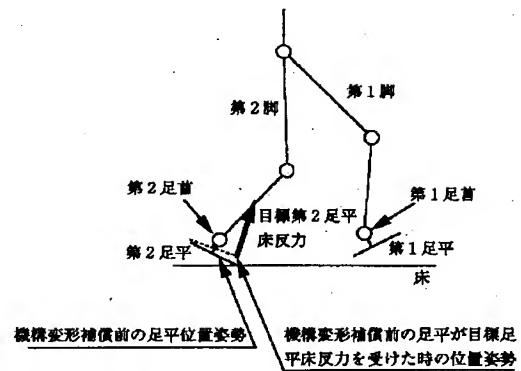 第1脚
第2脚
第2足首
第1足首
目標第2足平
床反力
第2足平
第1足平
床
機構変形補償前の足平位置姿勢
機構変形補償前の足平が目標足
平床反力を受けた時の位置姿勢